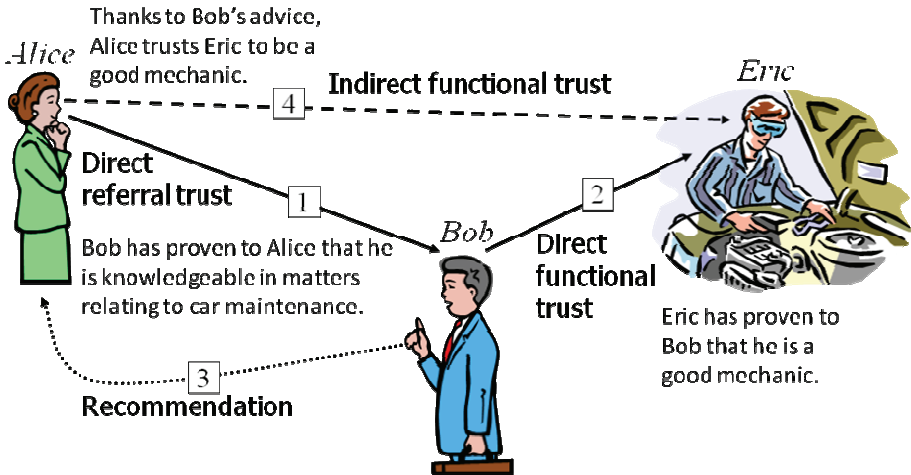 Thanks to Bob's advice,
Alice trusts Eric to be a
good mechanic.
Alice
Indirect functional trust
Eric
4
Direct
referral trust
1
2
Bob
Bob has proven to Alice that he
is knowledgeable in matters
relating to car maintenance.
Direct
functional
trust
Eric has proven to
Bob that he is a
good mechanic.
3
Recommendation